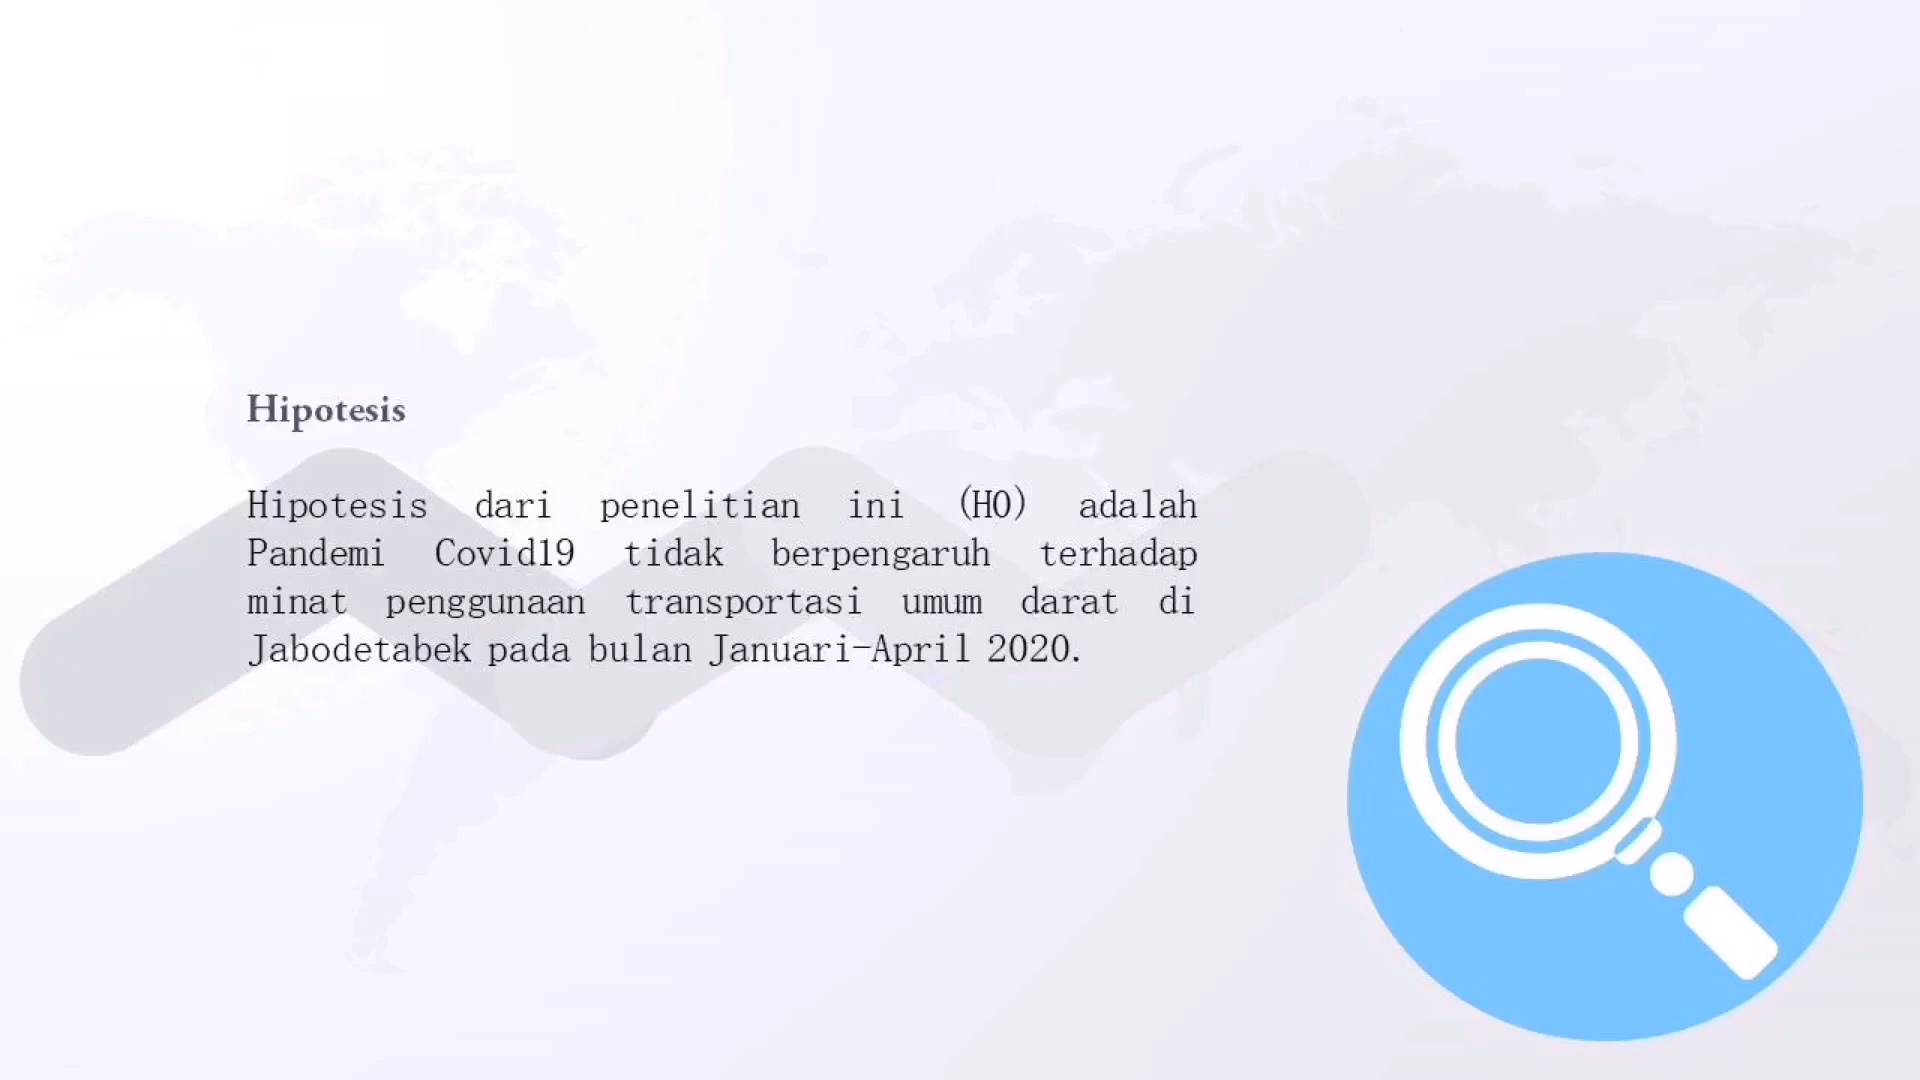 Hipotesis
Hipotesis dari penelitian ini (H0) adalah
Pandemi Covid19 tidak berpengaruh terhadap
minat penggunaan transportasi umum darat di
Jabodetabek pada bulan Januari-April 2020.